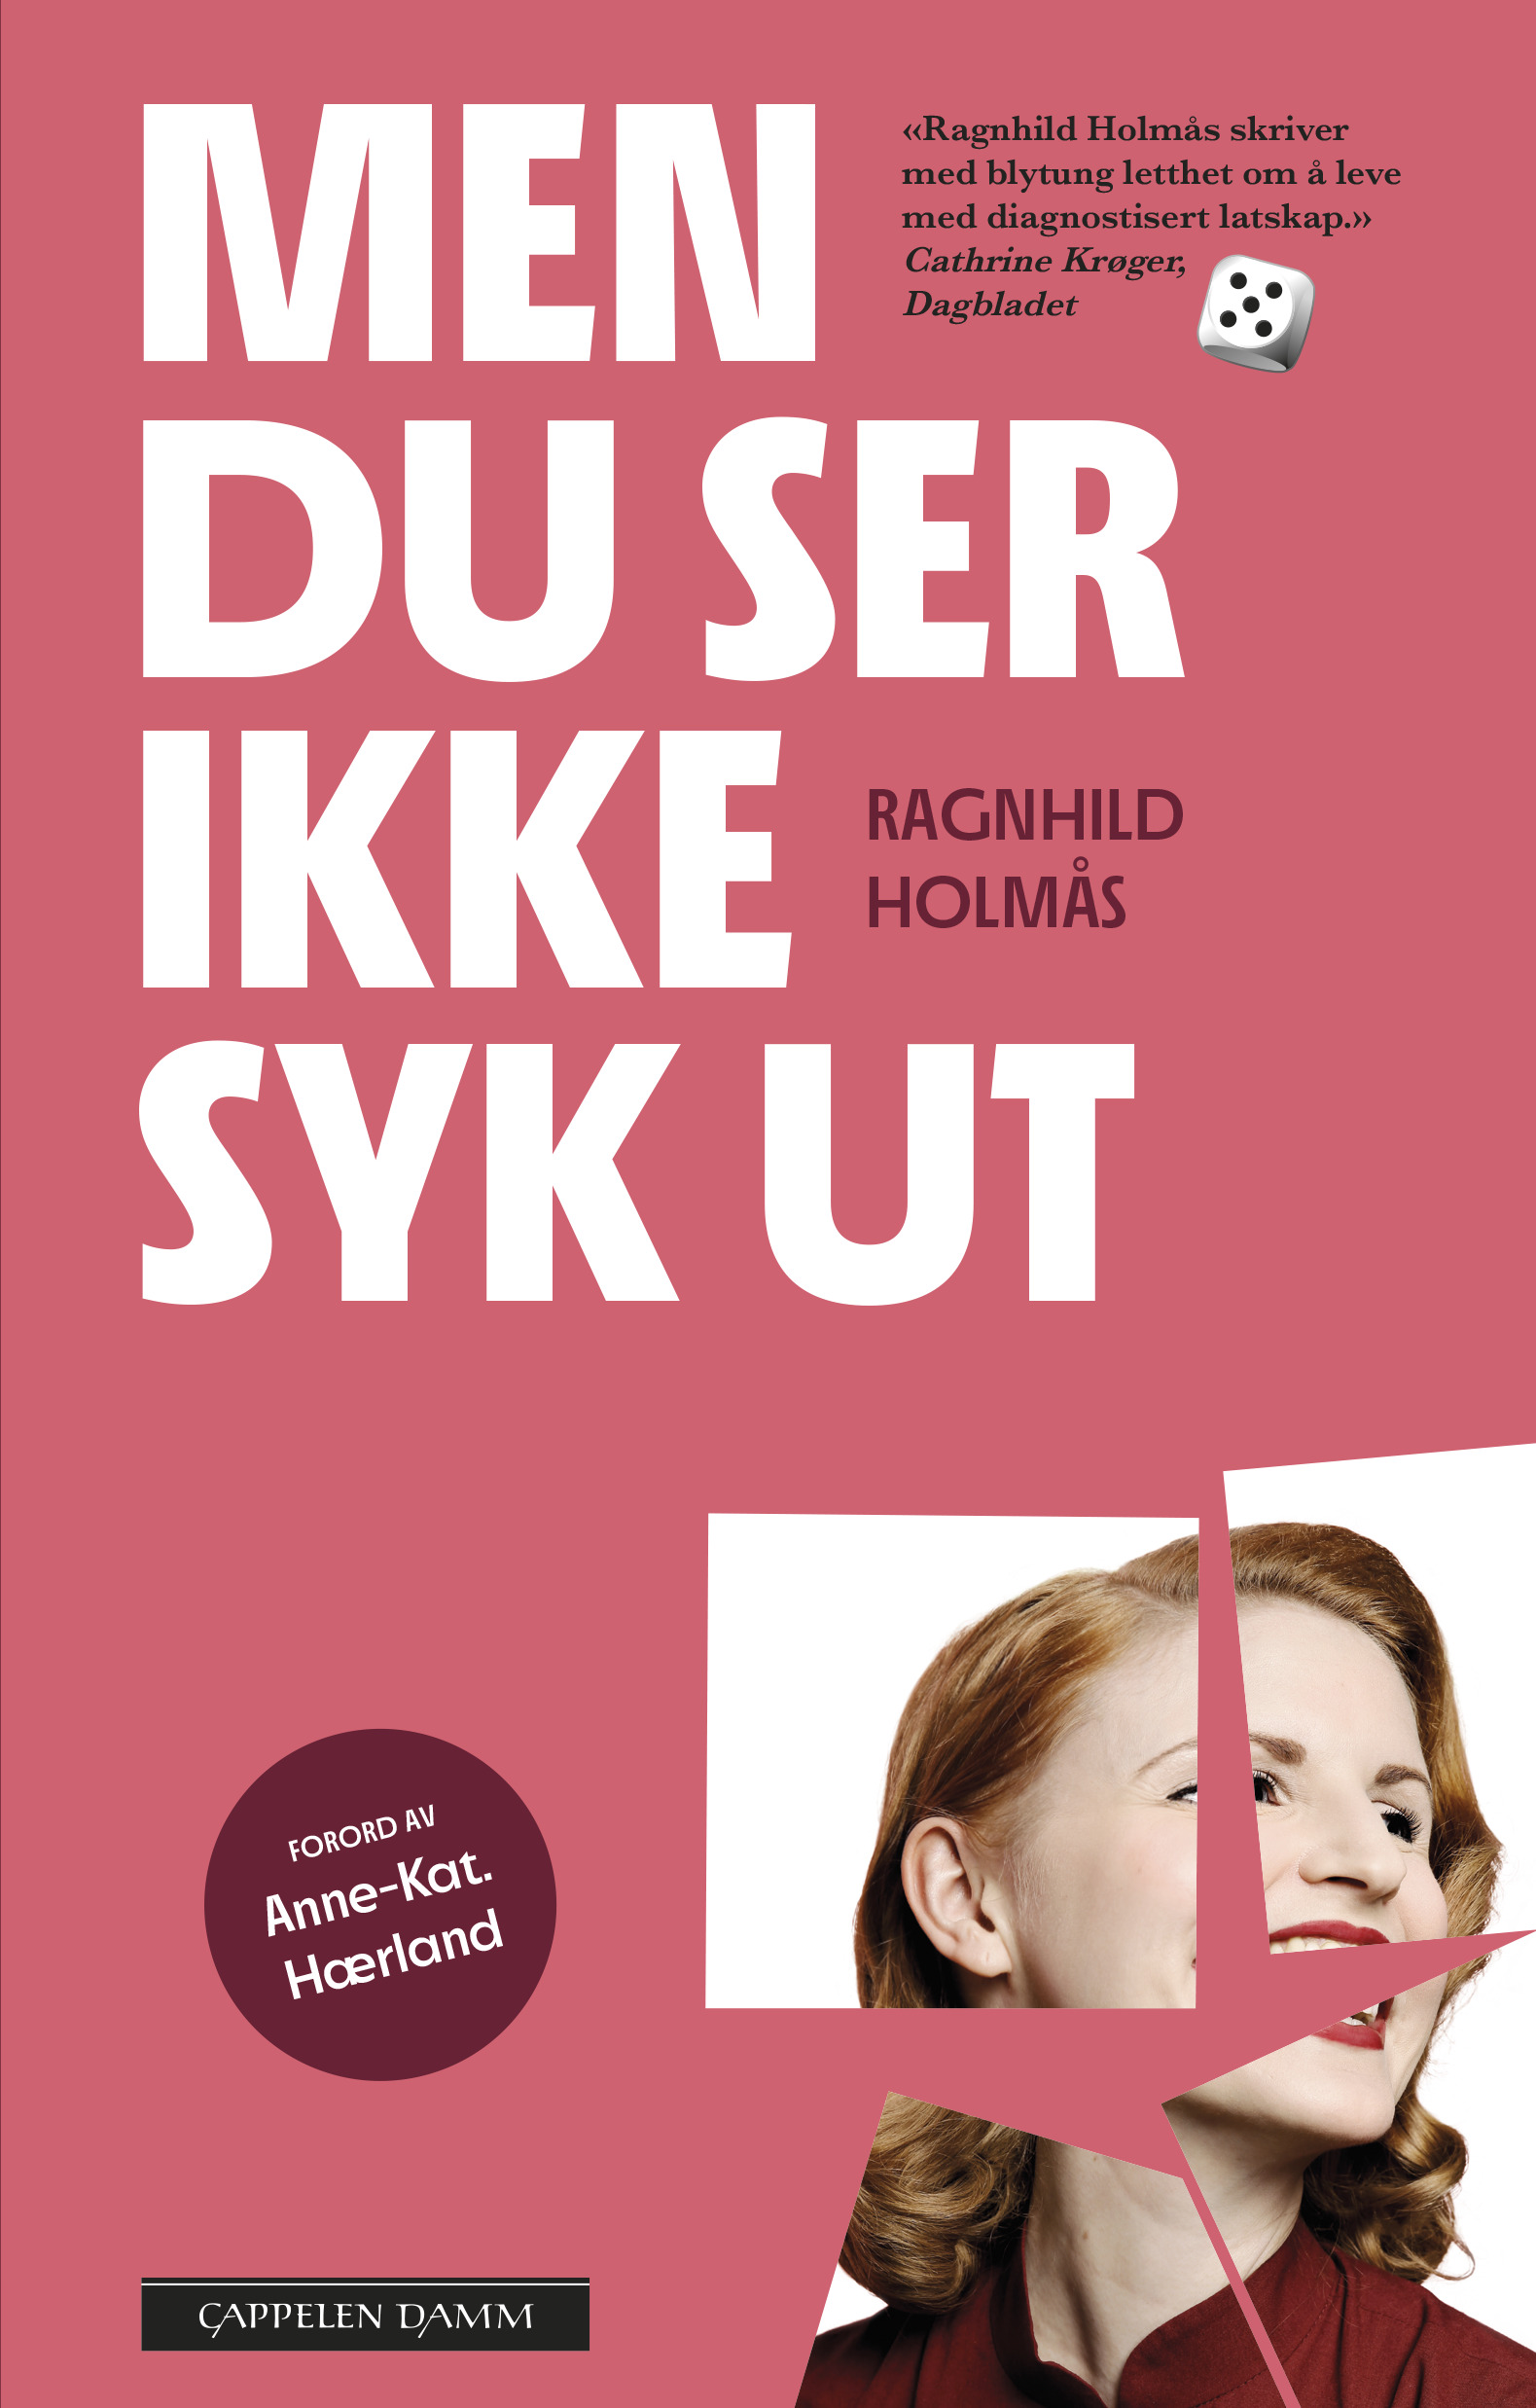 MEN
DU SER
IKKE
SYK UT
«Ragnhild Holmås skriver
med blytung letthet om å leve
med diagnostisert latskap.»
Cathrine Krøger,
Dagbladet
RAGNHILD
HOLMÅS
FORORD AV
Anne-Kat.
Hærland
CAPPELEN DAMM